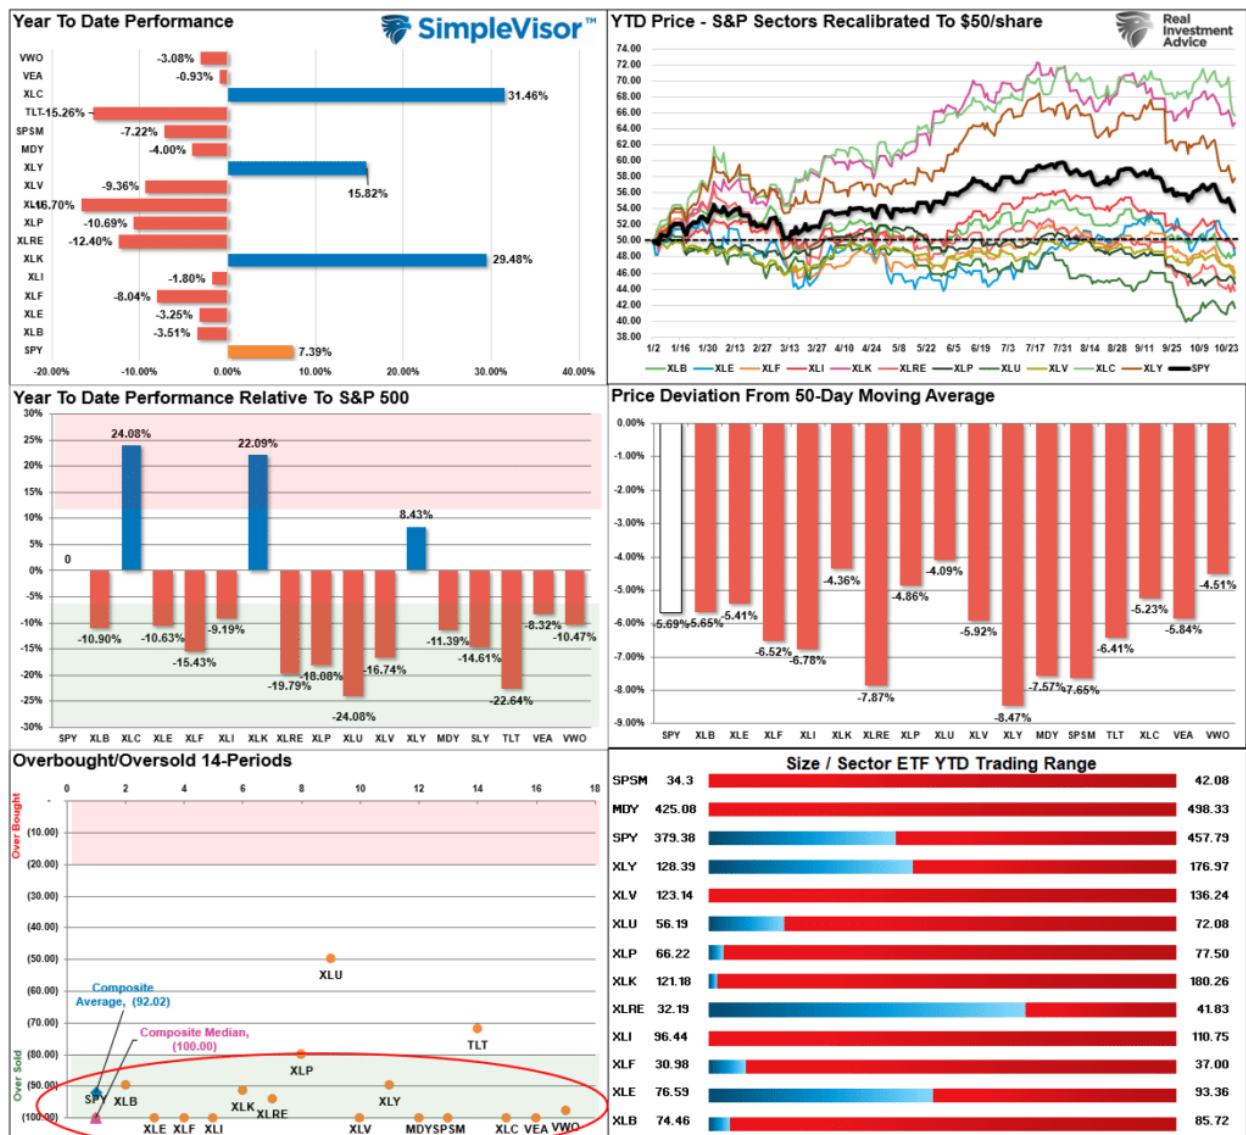 Year To Date Performance
SimpleVisor™
VWO
-3.08%
VEA
-0.93%
XLC
31.46%
TLT
-15.26%
SPSM
-7.22%
MDY
-4.00%
XLY
15.82%
XLV
-9.36%
-16.70%
XLP
-10.69%
XLRE
-12.40%
XLK
29.48%
XLI
-1.80%
XLF
-8.04%
XLE
-3.25%
XLB
-3.51%
SPY
7.39%
-20.00% -10.00% 0.00% 10.00% 20.00% 30.00% 40.00%
YTD Price - S&P Sectors Recalibrated To $50/share
Real
Investment
Advice
74.00
72.00
70.00
68.00
66.00
64.00
62.00
60.00
58.00
56.00
54.00
52.00
50.00
48.00
46.00
44.00
42.00
40.00
38.00
1/2 1/16 1/30 2/13 2/27 3/13 3/27 4/10 4/24 5/8 5/22 6/5 6/19 7/3 7/17 7/31 8/14 8/28 9/11 9/25 10/9 10/23
XLB XLE XLF XLI XLK XLRE XLP XLU XLV XLC XLY SPY
Year To Date Performance Relative To S&P 500
30%
25%
20%
15%
10%
5%
0%
-5%
-10%
-15%
-20%
-25%
-30%
0
-10.90%
24.08%
-10.63%
-15.43%
-9.19%
22.09%
-19.79%
-18.08%
-24.08%
-16.74%
8.43%
-11.39%
-14.61%
-22.64%
-8.32%
-10.47%
SPY XLB XLC XLE XLF XLI XLK XLRE XLP XLU XLV XLY MDY SLY TLT VEA VWO
Price Deviation From 50-Day Moving Average
0.00%
-1.00%
-2.00%
-3.00%
-4.00%
-5.00%
-6.00%
-7.00%
-8.00%
-9.00%
-5.69%
-5.65%
-5.41%
-6.52%
-6.78%
-4.36%
-7.87%
-4.86%
-4.09%
-5.92%
-8.47%
-7.57%
-7.65%
-6.41%
-5.23%
-5.84%
-4.51%
SPY XLB XLE XLF XLI XLK XLRE XLP XLU XLV XLY MDY SPSM TLT XLC VEA VWO
Overbought/Oversold 14-Periods
0 2 4 6 8 10 12 14 16 18
Over Bought
Over Sold
-
(10.00)
(20.00)
(30.00)
(40.00)
(50.00)
(60.00)
(70.00)
(80.00)
(90.00)
(100.00)
XLU
Composite
Average, (92.02)
Composite Median,
(100.00)
TLT
XLP
SPY
XLB
XLK
XLRE
XLY
XLE XLF XLI XLV MDY SPSM XLC VEA VWO
Size / Sector ETF YTD Trading Range
SPSM 34.3 42.08
MDY 425.08 498.33
SPY 379.38 457.79
XLY 128.39 176.97
XLV 123.14 136.24
XLU 56.19 72.08
XLP 66.22 77.50
XLK 121.18 180.26
XLRE 32.19 41.83
XLI 96.44 110.75
XLF 30.98 37.00
XLE 76.59 93.36
XLB 74.46 85.72